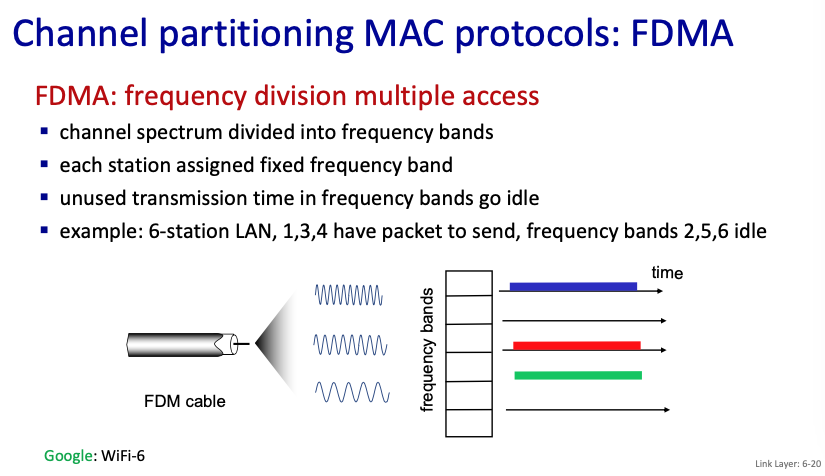 Channel partitioning MAC protocols: FDMA
FDMA: frequency division multiple access
▪ channel spectrum divided into frequency bands
▪ each station assigned fixed frequency band
▪ unused transmission time in frequency bands go idle
▪ example: 6-station LAN, 1,3,4 have packet to send, frequency bands 2,5,6 idle
time
frequency bands
FDM cable
Google: WiFi-6
Link Layer: 6-20